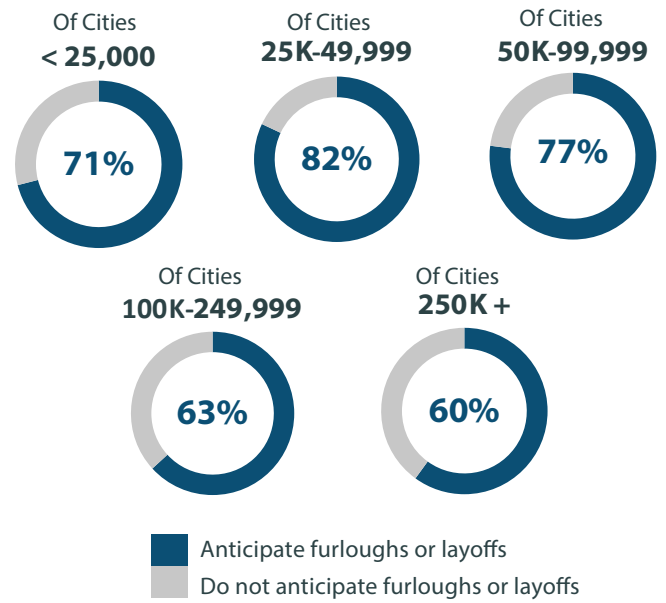 Of Cities
< 25,000
71%
Of Cities
25K-49,999
82%
Of Cities
50K-99,999
77%
Of Cities
100K-249,999
63%
Of Cities
250K +
60%
Anticipate furloughs or layoffs
Do not anticipate furloughs or layoffs